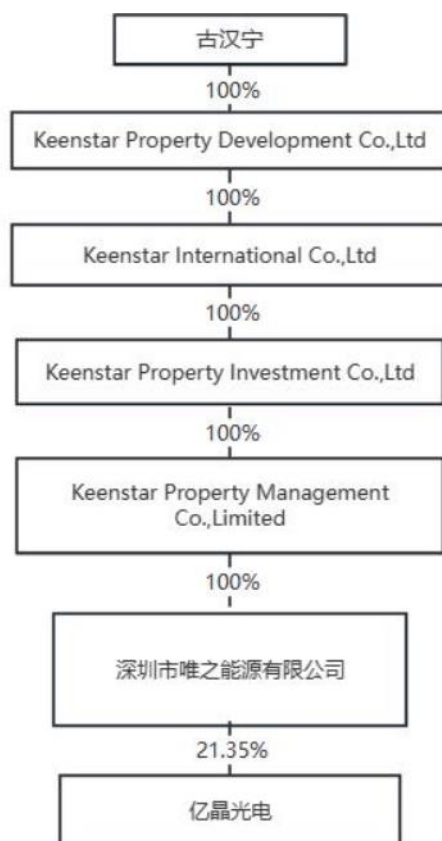 古汉宁
100%
Keenstar Property Development Co.,Ltd
100%
Keenstar International Co.,Ltd
100%
Keenstar Property Investment Co.,Ltd
100%
Keenstar Property Management
Co.,Limited
100%
深圳市唯之能源有限公司
21.35%
亿晶光电